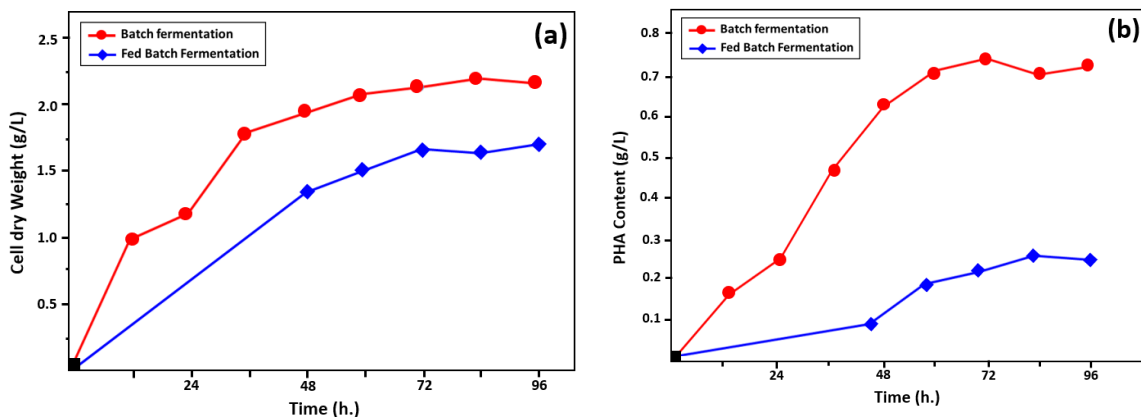 (a)
Batch fermentation
Fed Batch Fermentation
2.5
2.0
1.5
1.0
0.5
Cell dry Weight (g/L)
24 48 72 96
Time (h.)
(b)
Batch fermentation
Fed Batch Fermentation
0.8
0.7
0.5
0.4
0.3
0.2
0.1
PHA Content (g/L)
24 48 72 96
Time (h.)